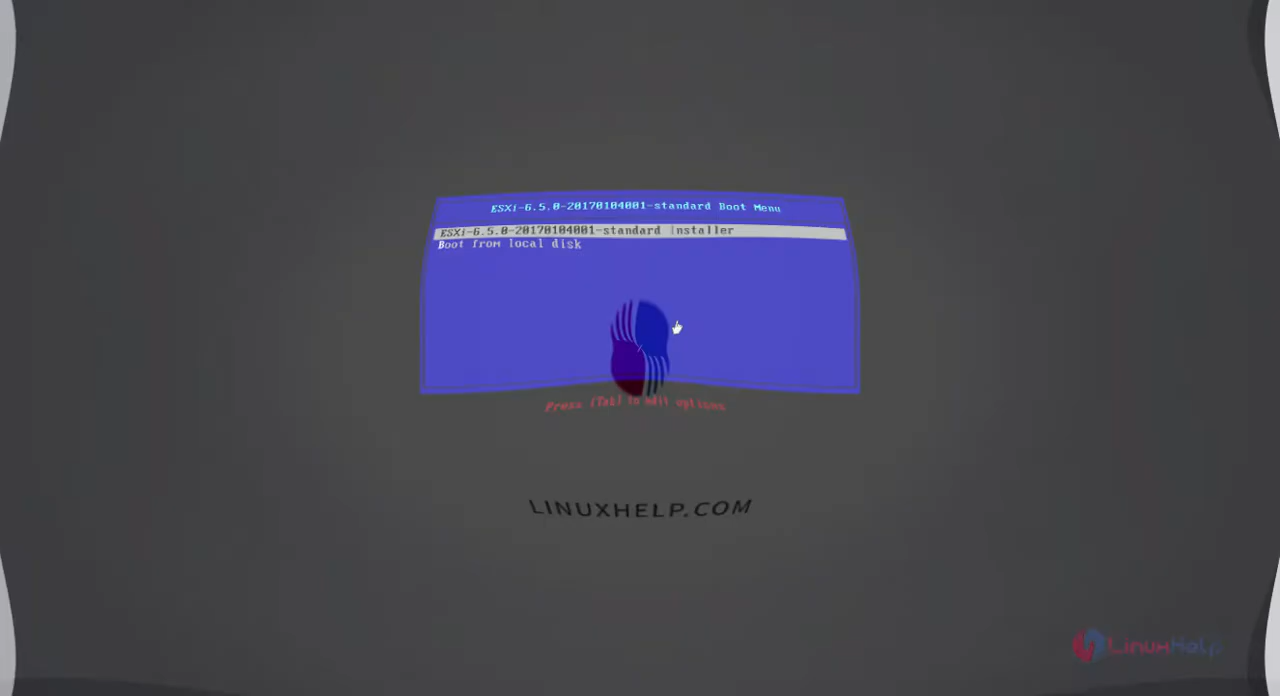 ESXi-6.5.0-20170104001-standard Boot Menu
ESXi-6.5.0-20170104001-standard Installer
Boot from local disk
Press [Tab] to edit options
LINUXHELP.COM
LinuxHelp